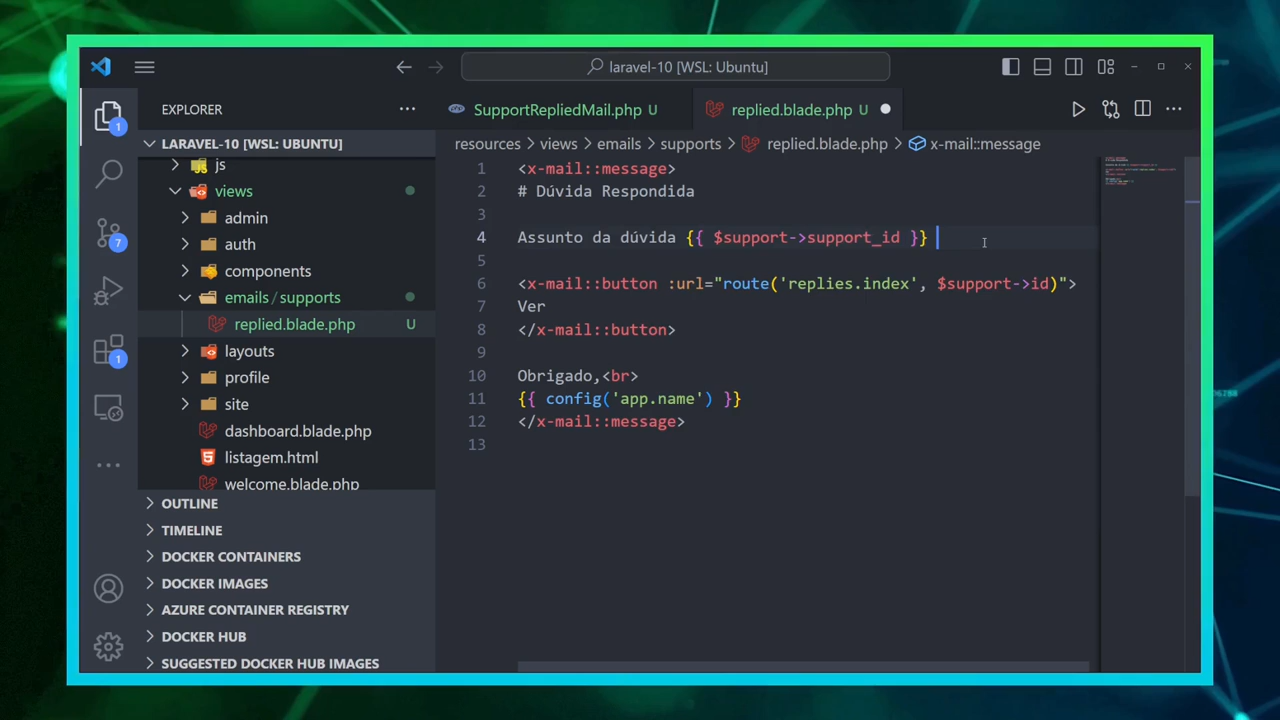 laravel-10 [WSL: Ubuntu]
EXPLORER
LARAVEL-10 [WSL: UBUNTU]
js
views
admin
auth
components
emails/supports
replied.blade.php U
layouts
profile
site
dashboard.blade.php
listagem.html
welcome.blade.php
OUTLINE
TIMELINE
DOCKER CONTAINERS
DOCKER IMAGES
AZURE CONTAINER REGISTRY
DOCKER HUB
SUGGESTED DOCKER HUB IMAGES
1
7
1
SupportRepliedMail.php U
replied.blade.php U
resources > views > emails > supports > replied.blade.php > x-mail::message
1 <x-mail::message>
2 # Dúvida Respondida
3
4 Assunto da dúvida {{ $support->support_id }}
5
6 <x-mail::button :url="route('replies.index', $support->id)">
7 Ver
8 </x-mail::button>
9
10 Obrigado,<br>
11 {{ config('app.name') }}
12 </x-mail::message>
13